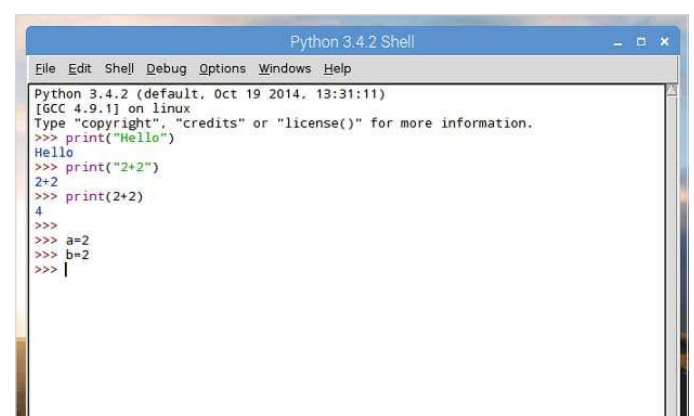 Python 3.4.2 Shell
File Edit Shell Debug Options Windows Help
Python 3.4.2 (default, Oct 19 2014, 13:31:11)
[GCC 4.9.1] on linux
Type "copyright", "credits" or "license()" for more information.
>>> print("Hello")
Hello
>>> print("2+2")
2+2
>>> print(2+2)
4
>>>
>>> a=2
>>> b=2
>>>